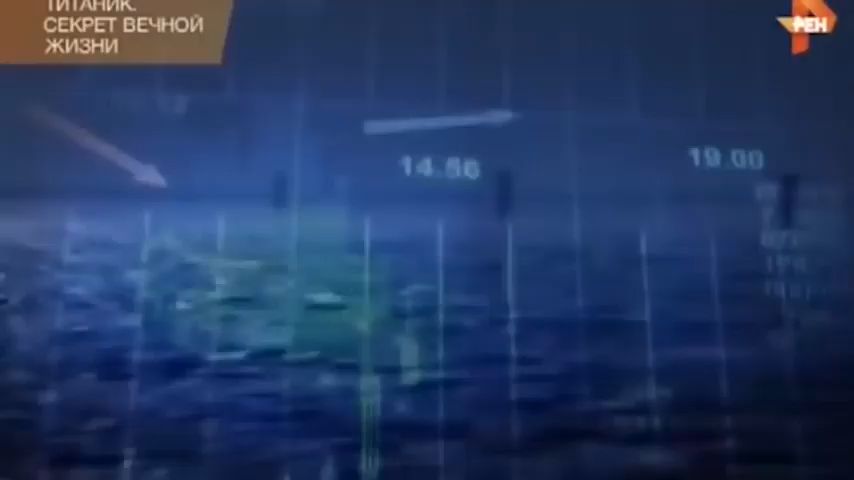 ТИТАНИК.
СЕКРЕТ ВЕЧНОЙ
ЖИЗНИ
РЕН
14.56
19.00